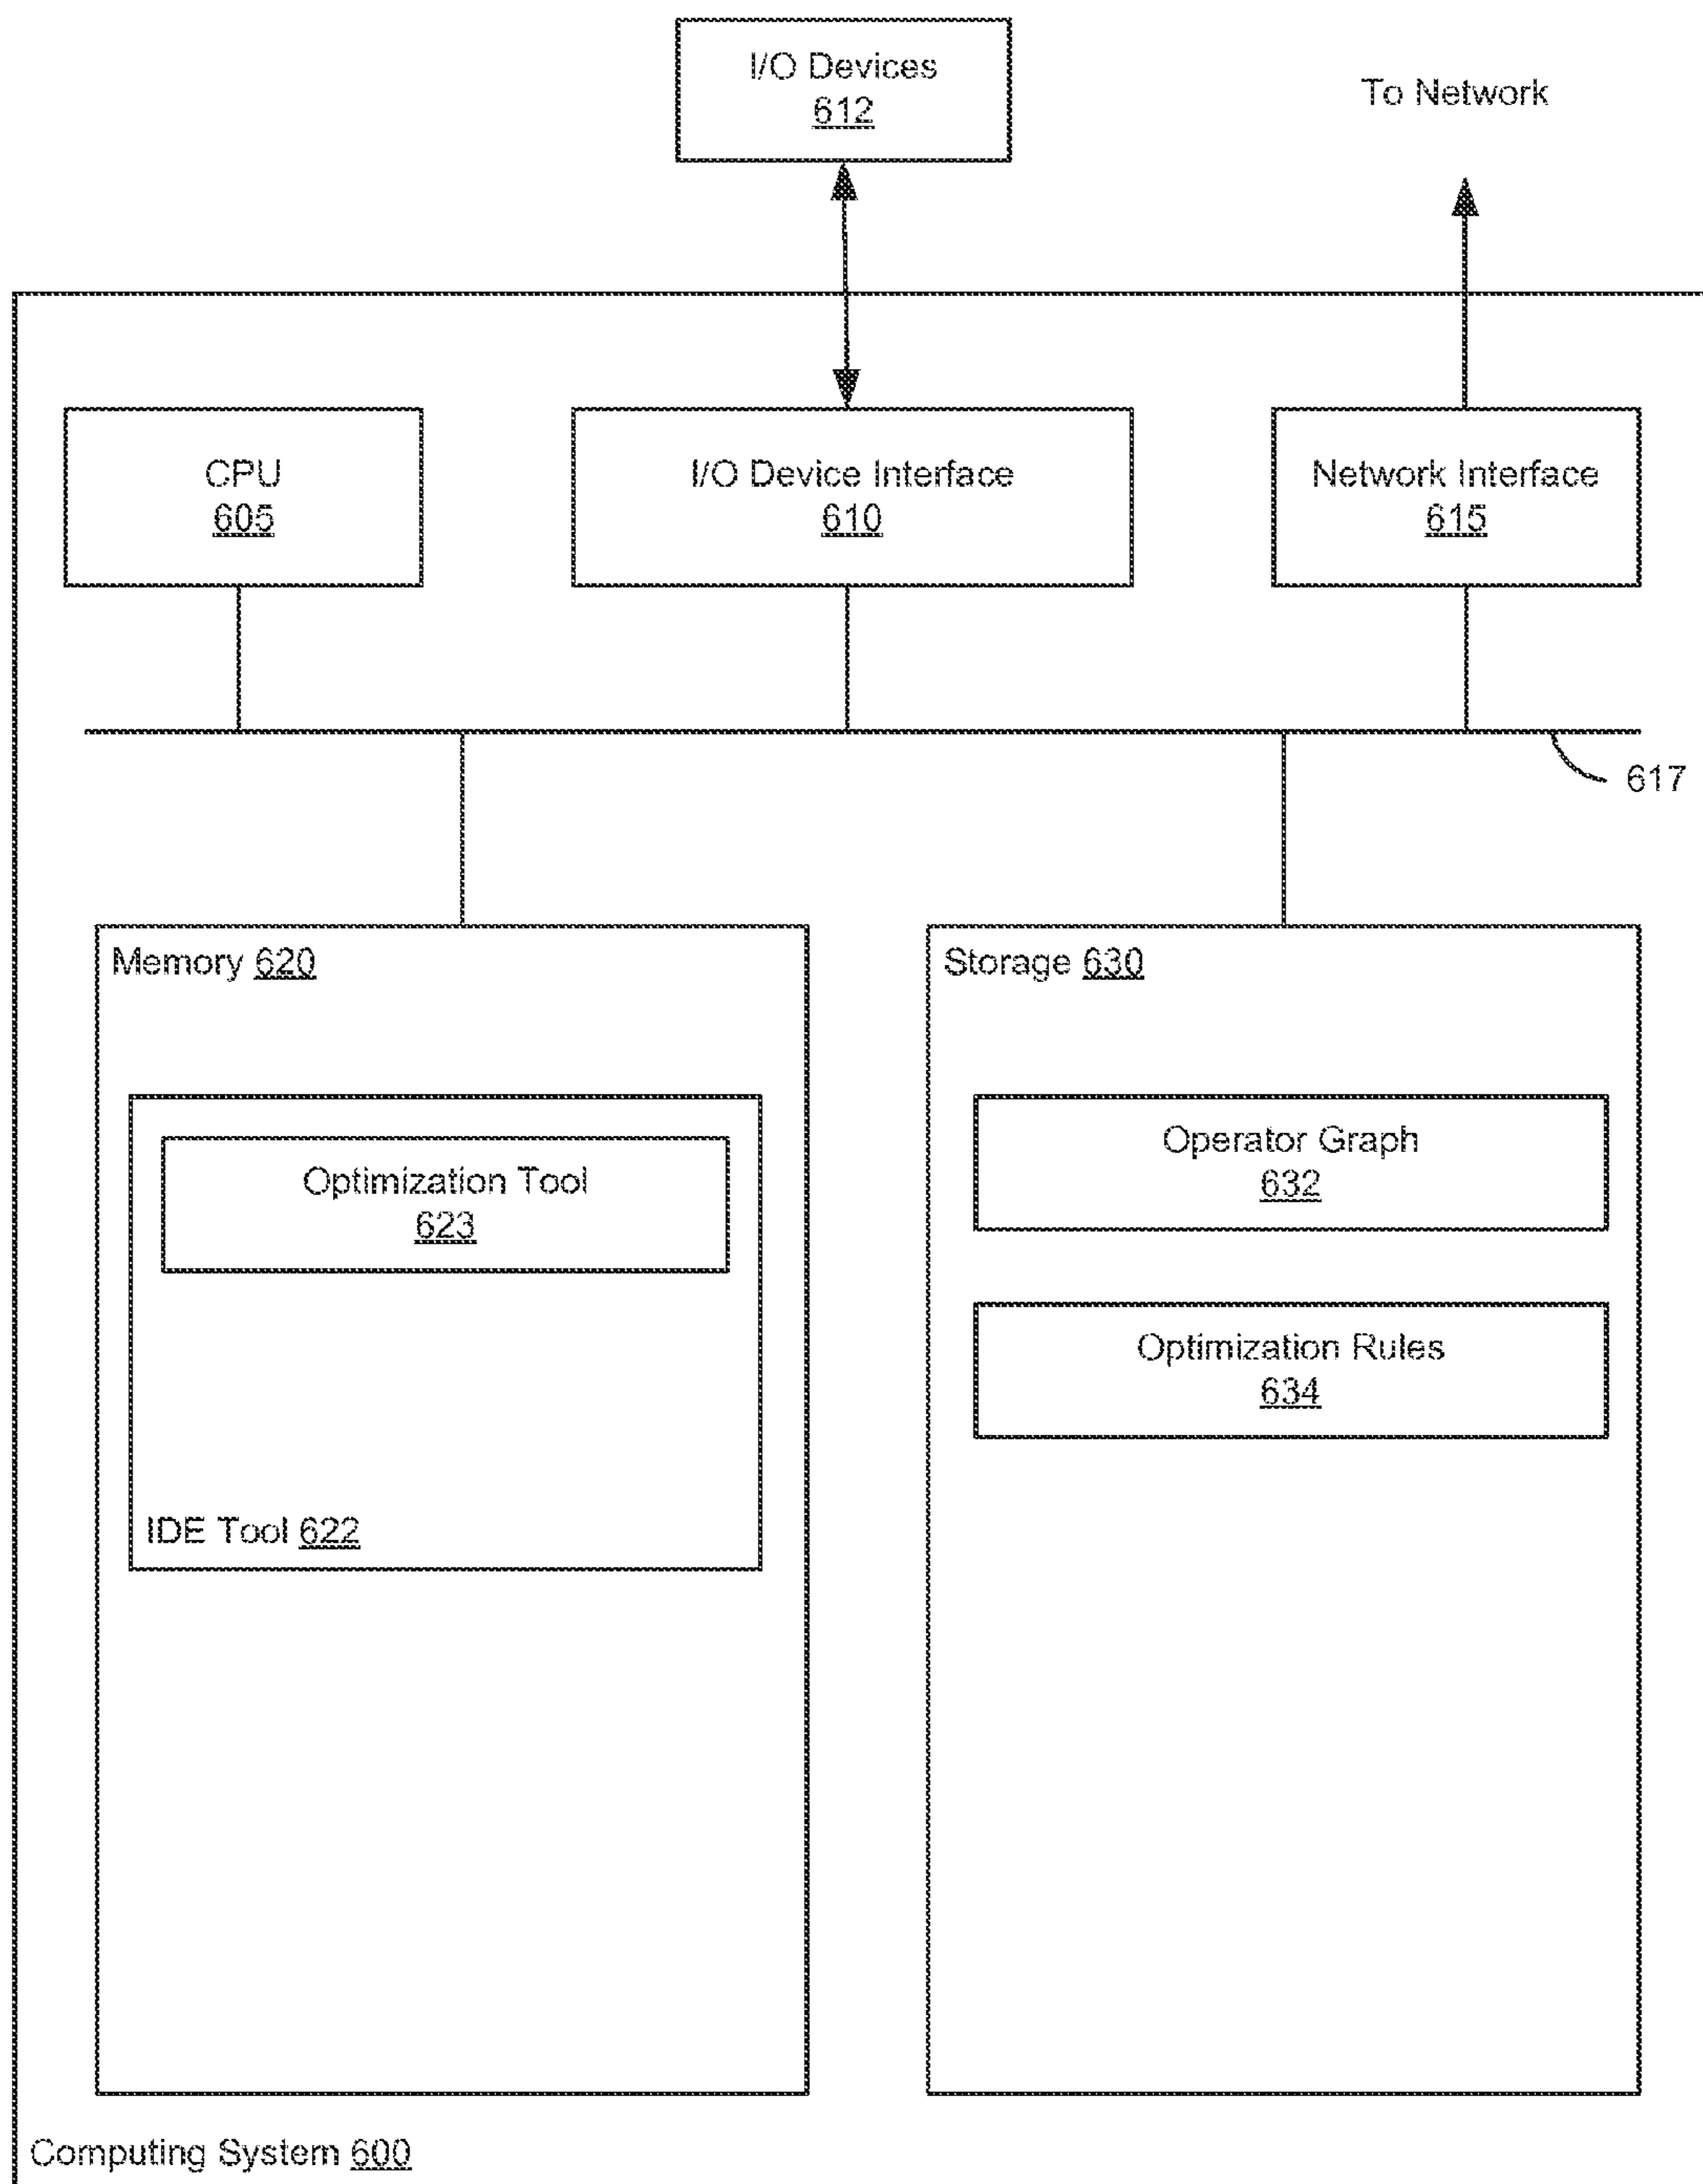 I/O Devices
612
To Network
CPU
605
I/O Device Interface
610
Network Interface
615
617
Memory 620
Storage 630
Optimization Tool
623
Operator Graph
632
Optimization Rules
634
IDE Tool 622
Computing System 600